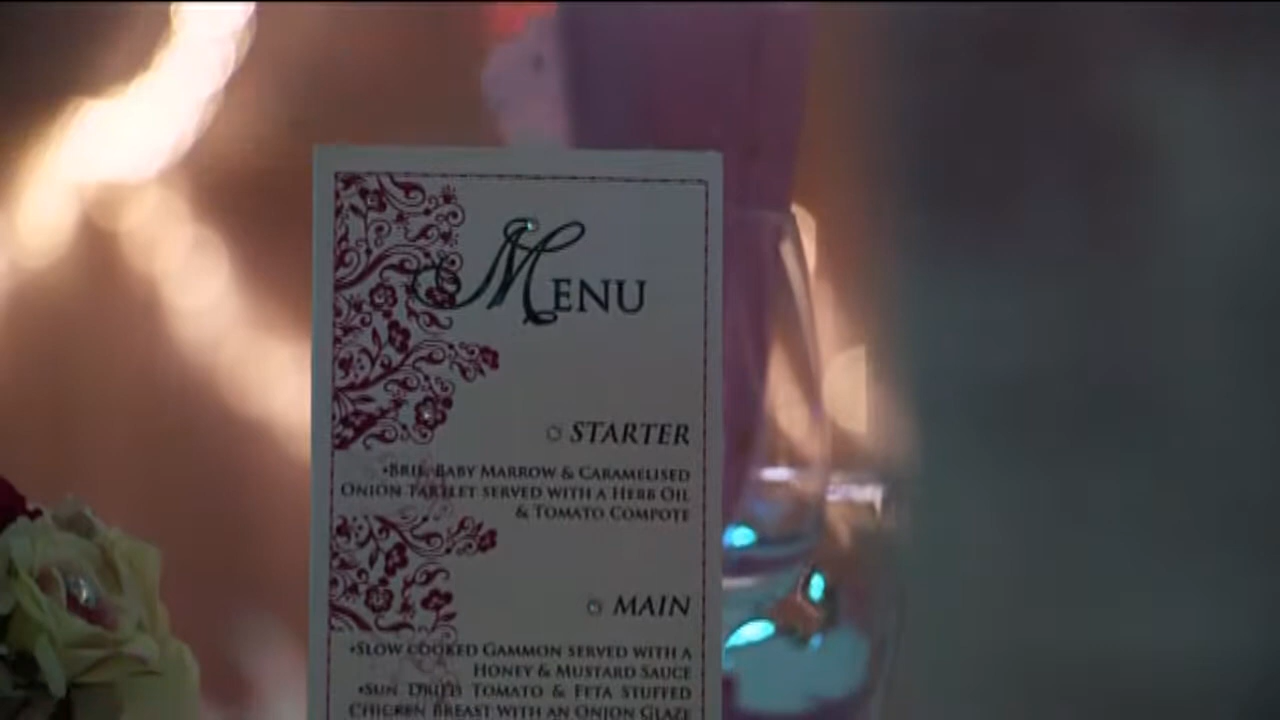 MENU
STARTER
•BRIE, BABY MARROW & CARAMELISED
ONION TARTLET SERVED WITH A HERB OIL
& TOMATO COMPOTE
MAIN
•SLOW COOKED GAMMON SERVED WITH A
HONEY & MUSTARD SAUCE
•SUN DRIED TOMATO & FETA STUFFED
CHICKEN BREAST WITH AN ONION GLAZE